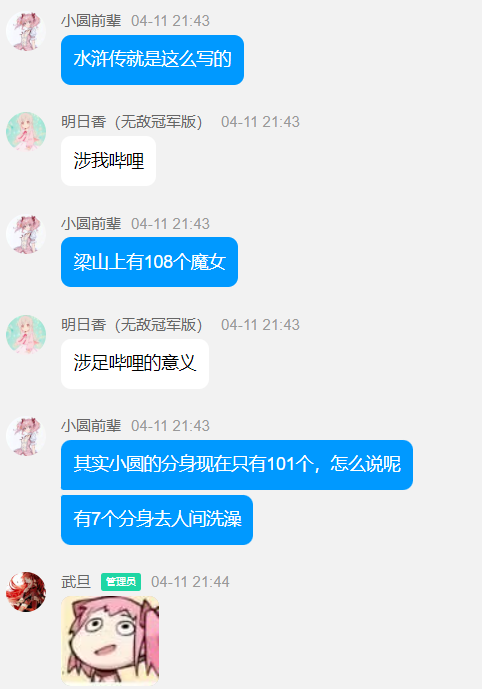 小圆前辈 04-11 21:43
水浒传就是这么写的
明日香（无敌冠军版） 04-11 21:43
涉我哔哩
小圆前辈 04-11 21:43
梁山上有108个魔女
明日香（无敌冠军版） 04-11 21:43
涉足哔哩的意义
小圆前辈 04-11 21:43
其实小圆的分身现在只有101个，怎么说呢
有7个分身去人间洗澡
武旦 管理员 04-11 21:44